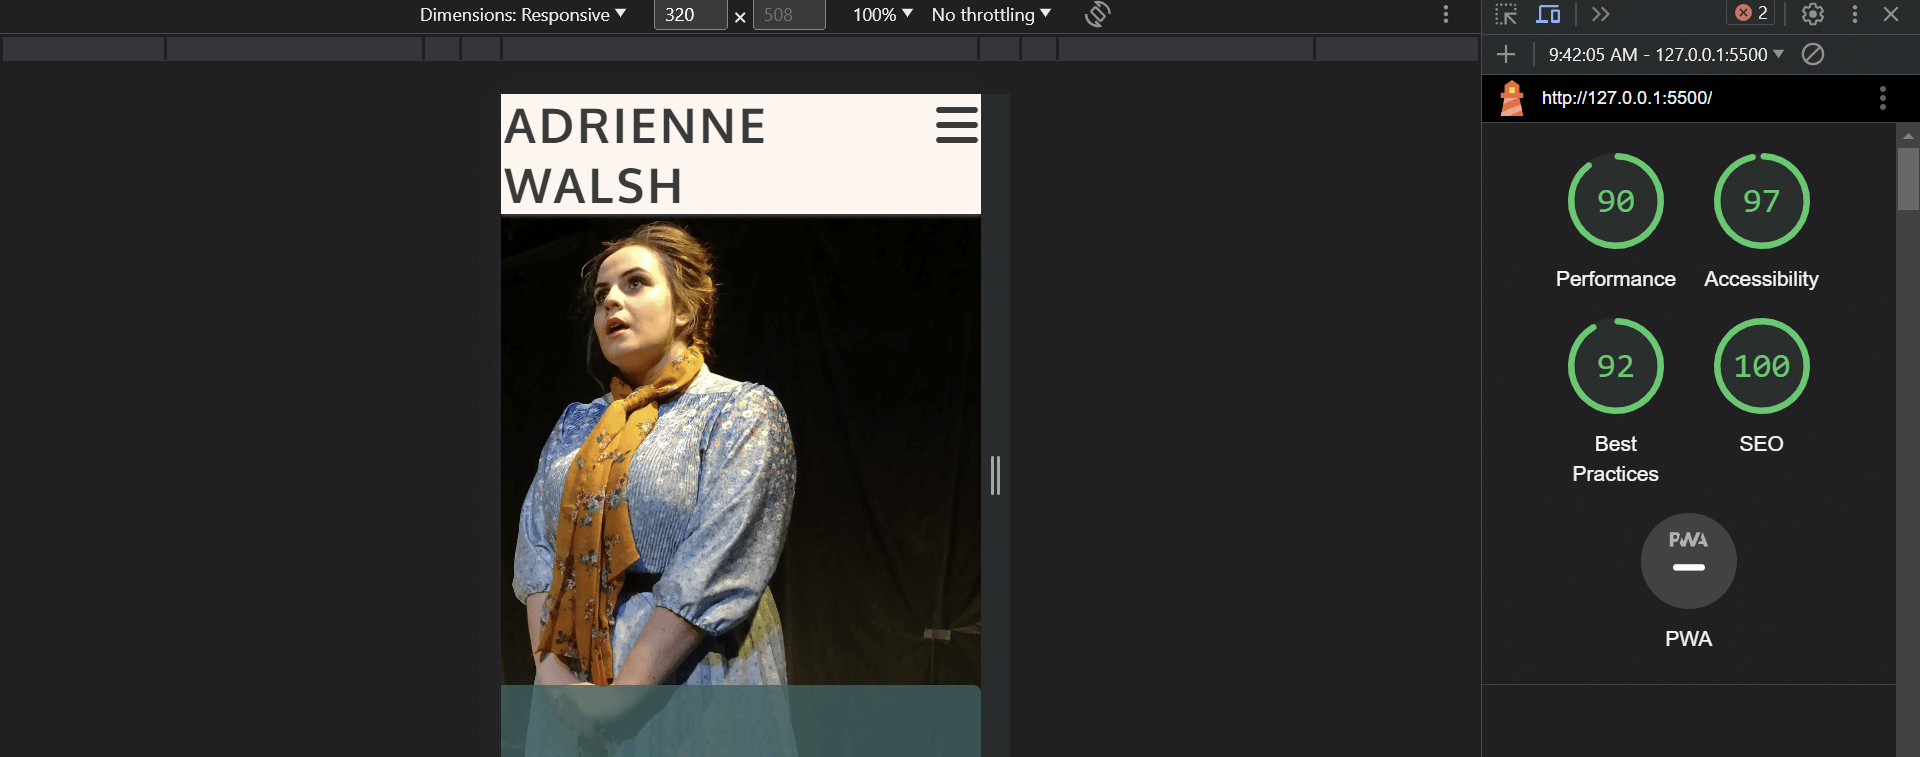 Dimensions: Responsive 320 × 508 100% No throttling
2
9:42:05 AM - 127.0.0.1:5500
http://127.0.0.1:5500/
ADRIENNE
WALSH
90 97
Performance Accessibility
92 100
Best SEO
Practices
PWA
PWA